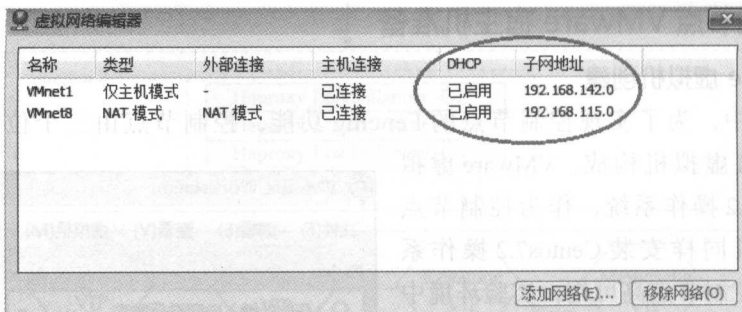 虚拟网络编辑器
名称 类型 外部连接 主机连接 DHCP 子网地址
VMnet1 仅主机模式 - 已连接 已启用 192.168.142.0
VMnet8 NAT 模式 NAT 模式 已连接 已启用 192.168.115.0
添加网络(E)... 移除网络(O)